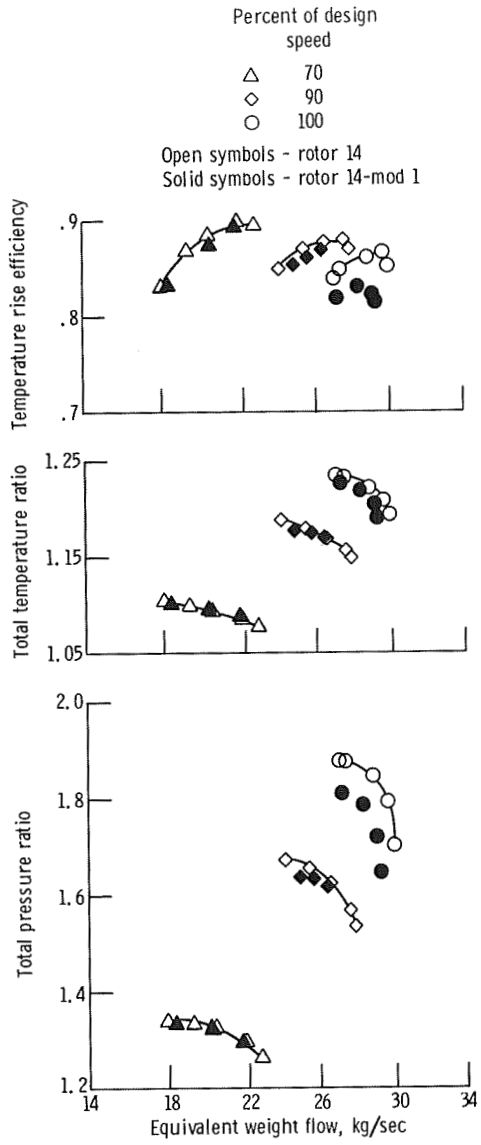 Percent of design
speed
70
90
100
Open symbols - rotor 14
Solid symbols - rotor 14-mod 1
Temperature rise efficiency
.9
.8
.7
Total temperature ratio
1.25
1.15
1.05
Total pressure ratio
2.0
1.8
1.6
1.4
1.2
14 18 22 26 30 34
Equivalent weight flow, kg/sec